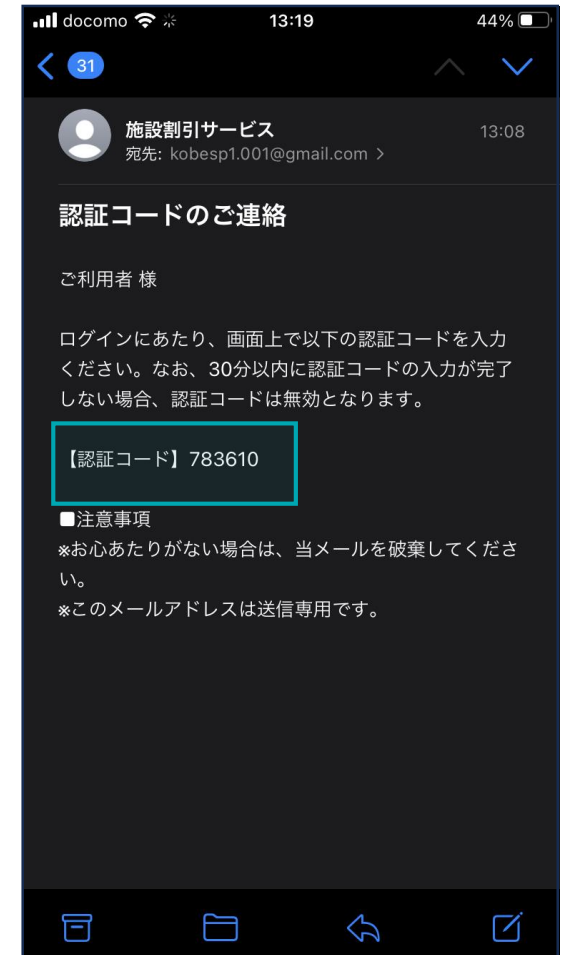 docomo 13:19 44%
31
施設割引サービス 13:08
宛先: kobesp1.001@gmail.com >
認証コードのご連絡
ご利用者 様
ログインにあたり、画面上で以下の認証コードを入力
ください。なお、30分以内に認証コードの入力が完了
しない場合、認証コードは無効となります。
【認証コード】783610
■注意事項
※お心あたりがない場合は、当メールを破棄してくださ
い。
※このメールアドレスは送信専用です。